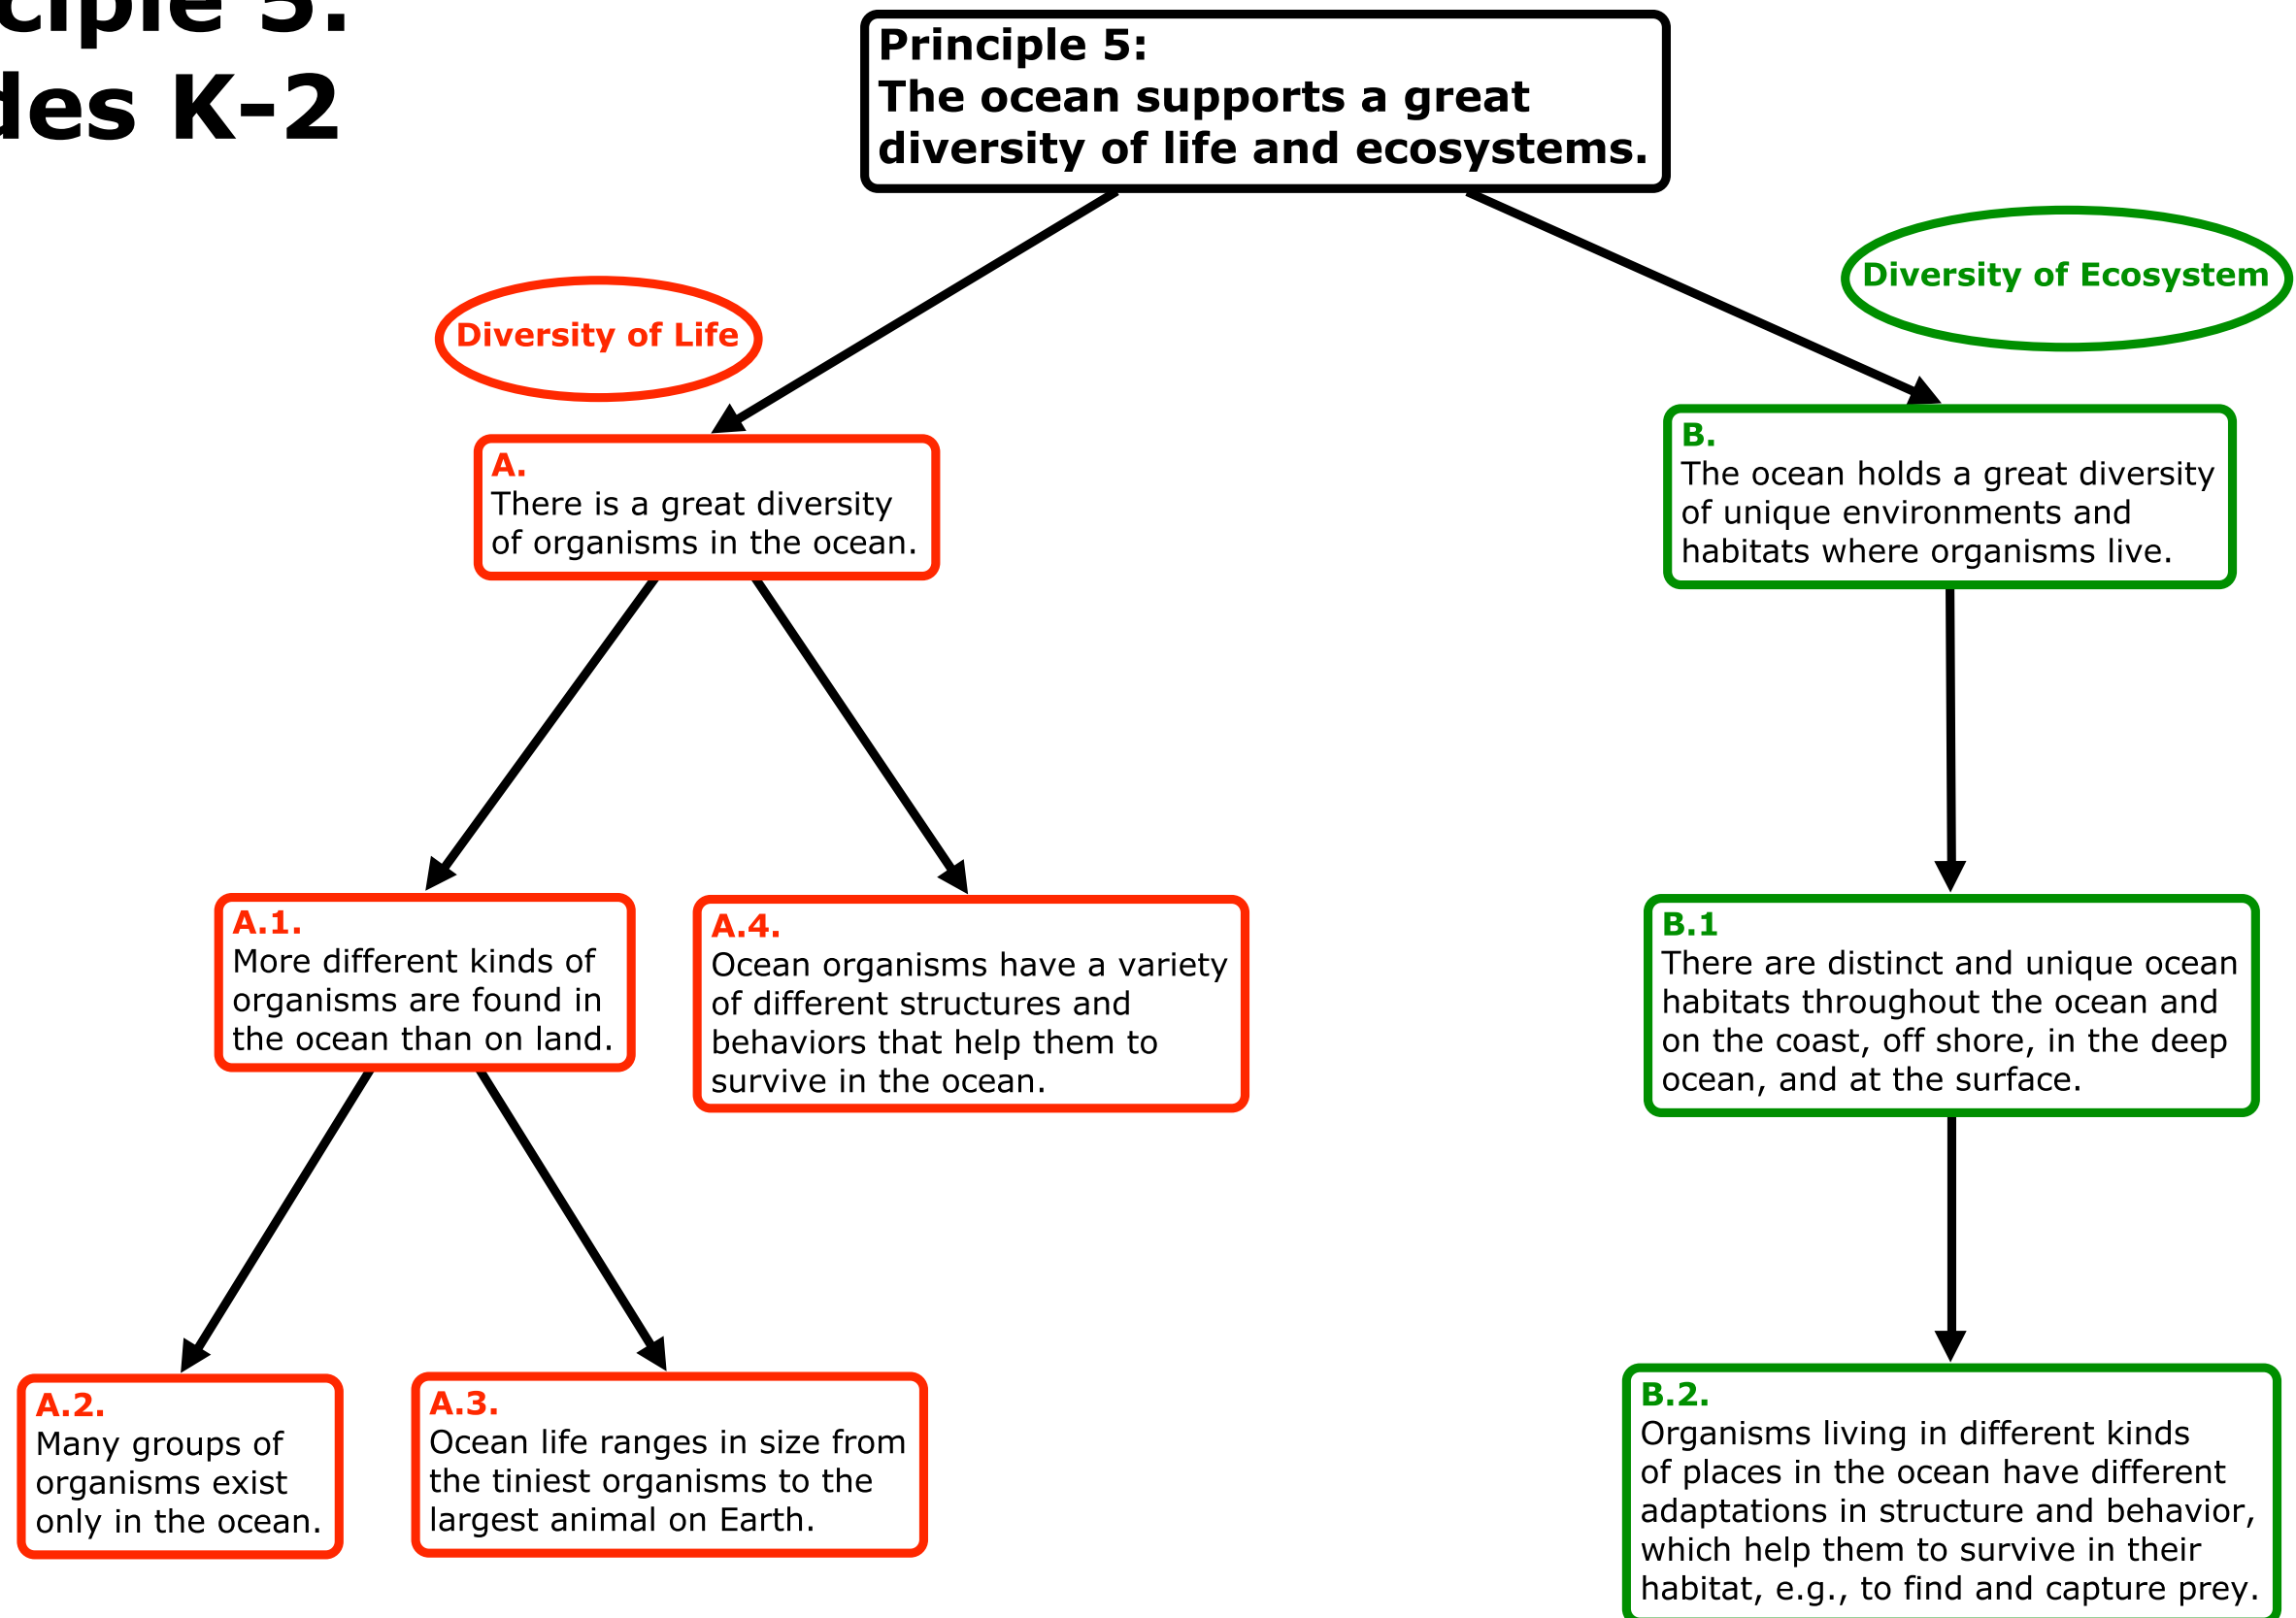 ciple 5:
des K-2
Principle 5:
The ocean supports a great
diversity of life and ecosystems.
Diversity of Life
Diversity of Ecosystem
A.
There is a great diversity
of organisms in the ocean.
B.
The ocean holds a great diversity
of unique environments and
habitats where organisms live.
A.1.
More different kinds of
organisms are found in
the ocean than on land.
A.4.
Ocean organisms have a variety
of different structures and
behaviors that help them to
survive in the ocean.
B.1
There are distinct and unique ocean
habitats throughout the ocean and
on the coast, off shore, in the deep
ocean, and at the surface.
A.2.
Many groups of
organisms exist
only in the ocean.
A.3.
Ocean life ranges in size from
the tiniest organisms to the
largest animal on Earth.
B.2.
Organisms living in different kinds
of places in the ocean have different
adaptations in structure and behavior,
which help them to survive in their
habitat, e.g., to find and capture prey.